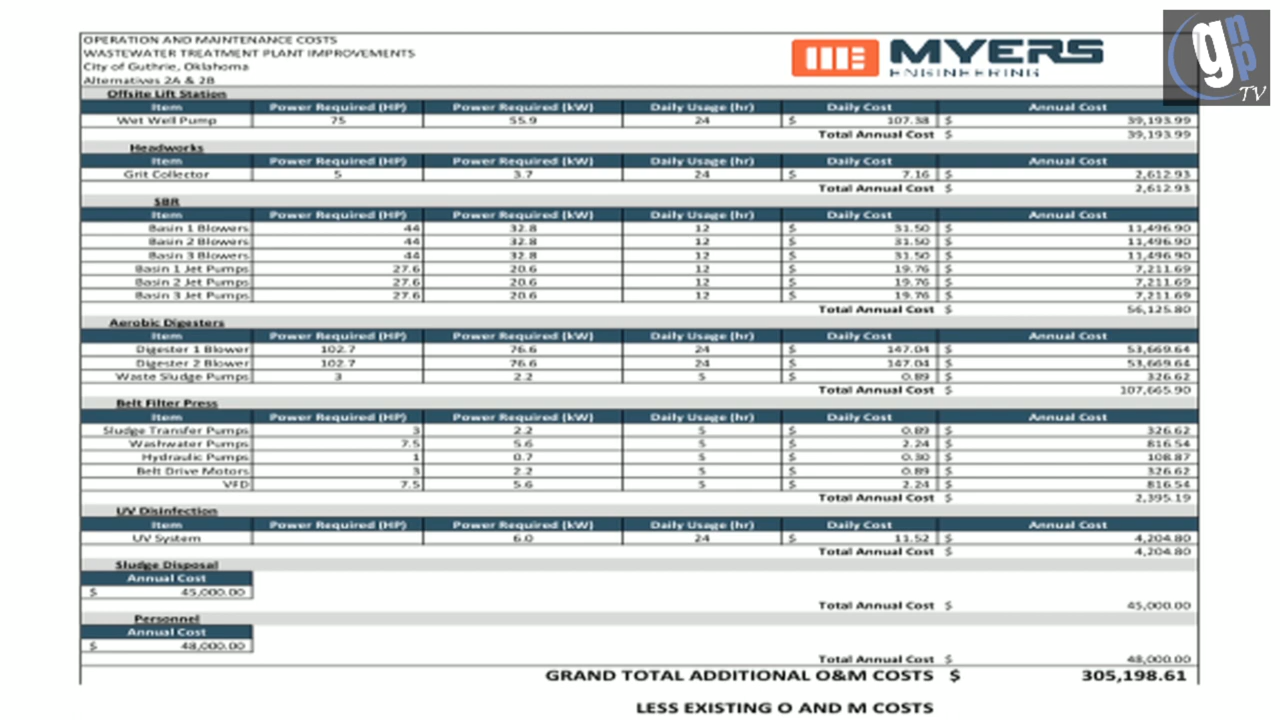 OPERATION AND MAINTENANCE COSTS
WASTEWATER TREATMENT PLANT IMPROVEMENTS
City of Guthrie, Oklahoma
Alternatives 2A & 2B
MYERS
ENGINEERING
gnp
TV
Offsite Lift Station
Item Power Required (HP) Power Required (kW) Daily Usage (hr) Daily Cost Annual Cost
Wet Well Pump 75 55.9 24 $ 107.38 $ 39,193.99
Total Annual Cost $ 39,193.99
Headworks
Item Power Required (HP) Power Required (kW) Daily Usage (hr) Daily Cost Annual Cost
Grit Collector 5 3.7 24 $ 7.16 $ 2,612.93
Total Annual Cost $ 2,612.93
SBR
Item Power Required (HP) Power Required (kW) Daily Usage (hr) Daily Cost Annual Cost
Basin 1 Blowers 44 32.8 12 $ 31.50 $ 11,496.90
Basin 2 Blowers 44 32.8 12 $ 31.50 $ 11,496.90
Basin 3 Blowers 44 32.8 12 $ 31.50 $ 11,496.90
Basin 1 Jet Pumps 27.6 20.6 12 $ 19.76 $ 7,211.69
Basin 2 Jet Pumps 27.6 20.6 12 $ 19.76 $ 7,211.69
Basin 3 Jet Pumps 27.6 20.6 12 $ 19.76 $ 7,211.69
Total Annual Cost $ 56,125.80
Aerobic Digesters
Item Power Required (HP) Power Required (kW) Daily Usage (hr) Daily Cost Annual Cost
Digester 1 Blower 102.7 76.6 24 $ 147.04 $ 53,669.64
Digester 2 Blower 102.7 76.6 24 $ 147.04 $ 53,669.64
Waste Sludge Pumps 3 2.2 5 $ 0.89 $ 326.62
Total Annual Cost $ 107,665.90
Belt Filter Press
Item Power Required (HP) Power Required (kW) Daily Usage (hr) Daily Cost Annual Cost
Sludge Transfer Pumps 3 2.2 5 $ 0.89 $ 326.62
Washwater Pumps 7.5 5.6 5 $ 2.24 $ 816.54
Hydraulic Pumps 1 0.7 5 $ 0.30 $ 108.87
Belt Drive Motors 3 2.2 5 $ 0.89 $ 326.62
VFD 7.5 5.6 5 $ 2.24 $ 816.54
Total Annual Cost $ 2,395.19
UV Disinfection
Item Power Required (HP) Power Required (kW) Daily Usage (hr) Daily Cost Annual Cost
UV System 6.0 24 $ 11.52 $ 4,204.80
Total Annual Cost $ 4,204.80
Sludge Disposal
Annual Cost
$ 45,000.00
Total Annual Cost $ 45,000.00
Personnel
Annual Cost
$ 48,000.00
Total Annual Cost $ 48,000.00
GRAND TOTAL ADDITIONAL O&M COSTS $ 305,198.61
LESS EXISTING O AND M COSTS